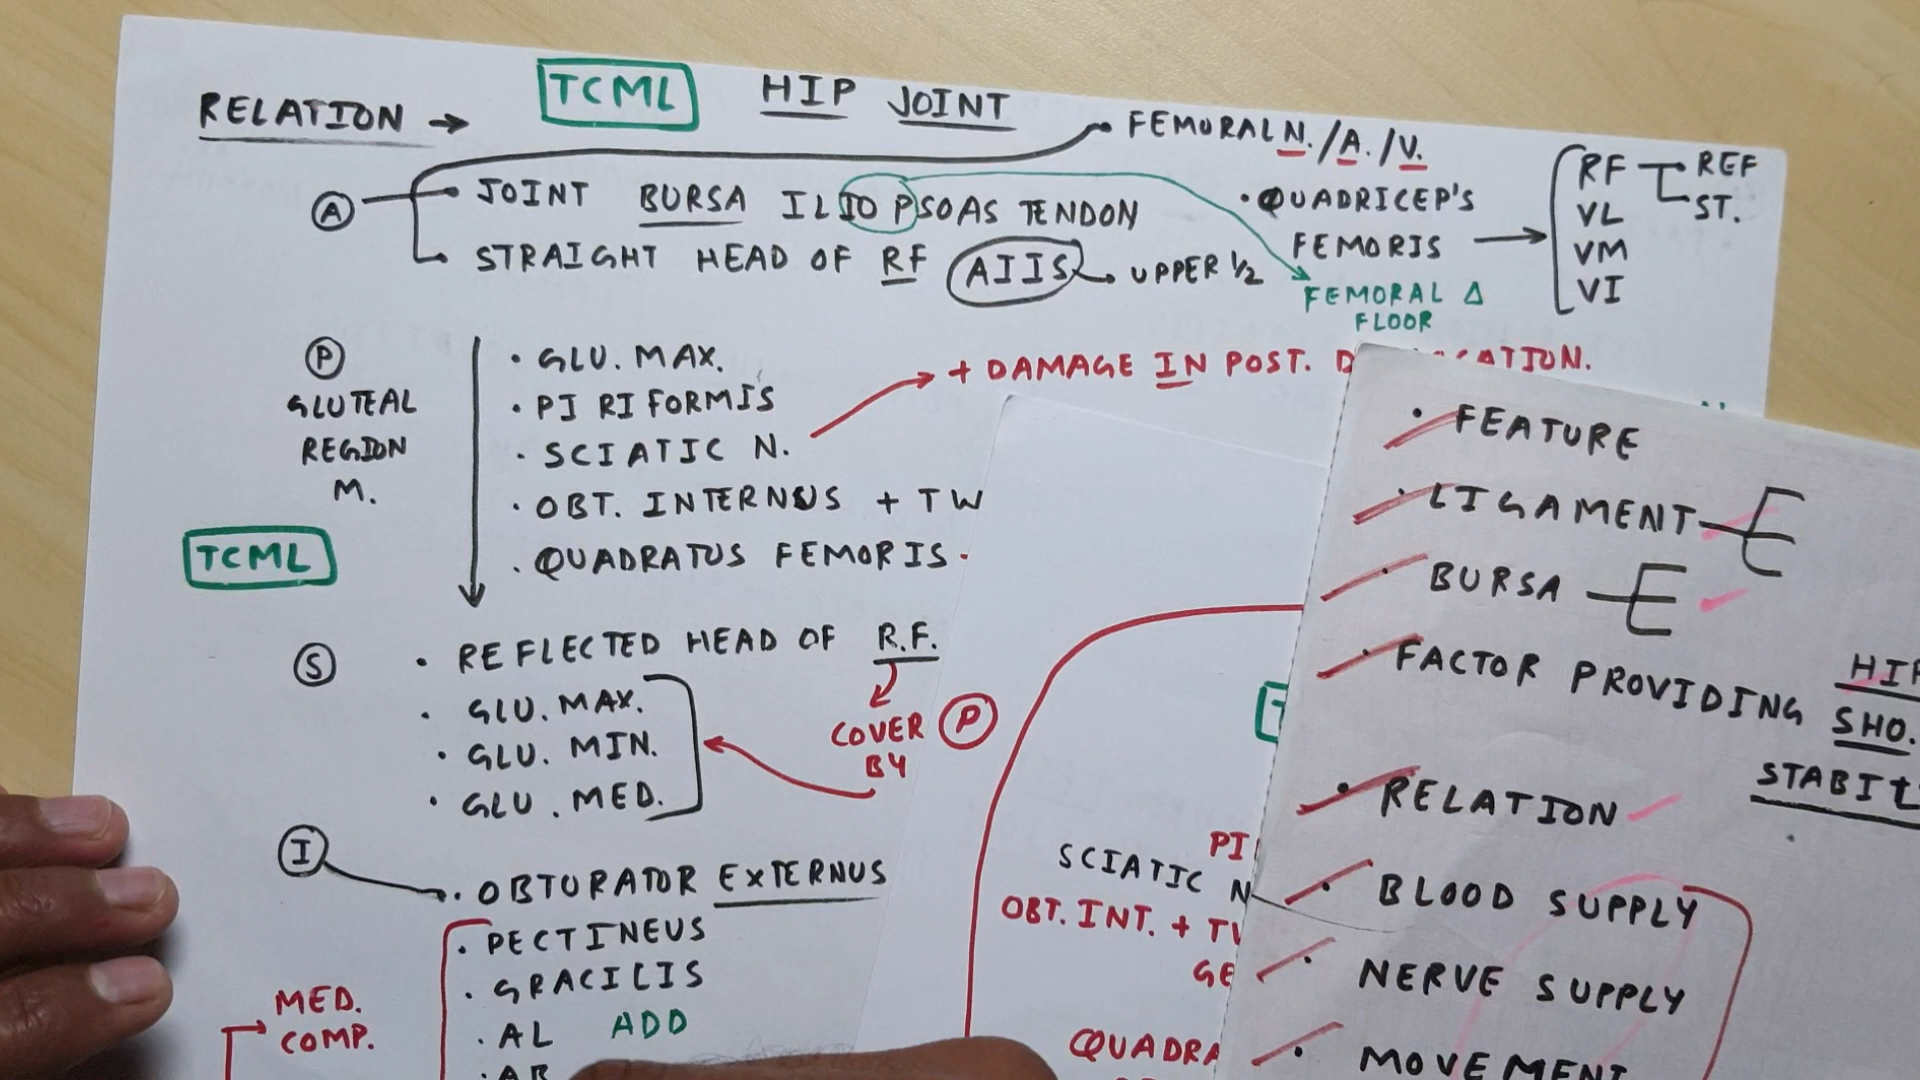 TCML HIP JOINT
RELATION →
FEMORAL N. / A. / V.
A JOINT BURSA ILIO PSOAS TENDON
STRAIGHT HEAD OF RF AIIS UPPER 1/2
• QUADRICEP'S
FEMORIS →
RF REF
ST.
VL
VM
VI
FEMORAL Δ
FLOOR
P
GLUTEAL
REGION
M.
• GLU. MAX.
• PIRIFORMIS
• SCIATIC N. → + DAMAGE IN POST.
• OBT. INTERNUS + TW
• QUADRATUS FEMORIS
TCML
S • REFLECTED HEAD OF R.F.
• GLU. MAX.
• GLU. MIN.
• GLU. MED.
COVER P
BY
I • OBTURATOR EXTERNUS
• PECTINEUS
• GRACILIS
• AL ADD
MED.
COMP.
SCIATIC N
OBT. INT. +
• FEATURE
• LIGAMENT
• BURSA
• FACTOR PROVIDING
HIP
SHO.
• RELATION
• BLOOD SUPPLY
• NERVE SUPPLY
• MOVEMENT